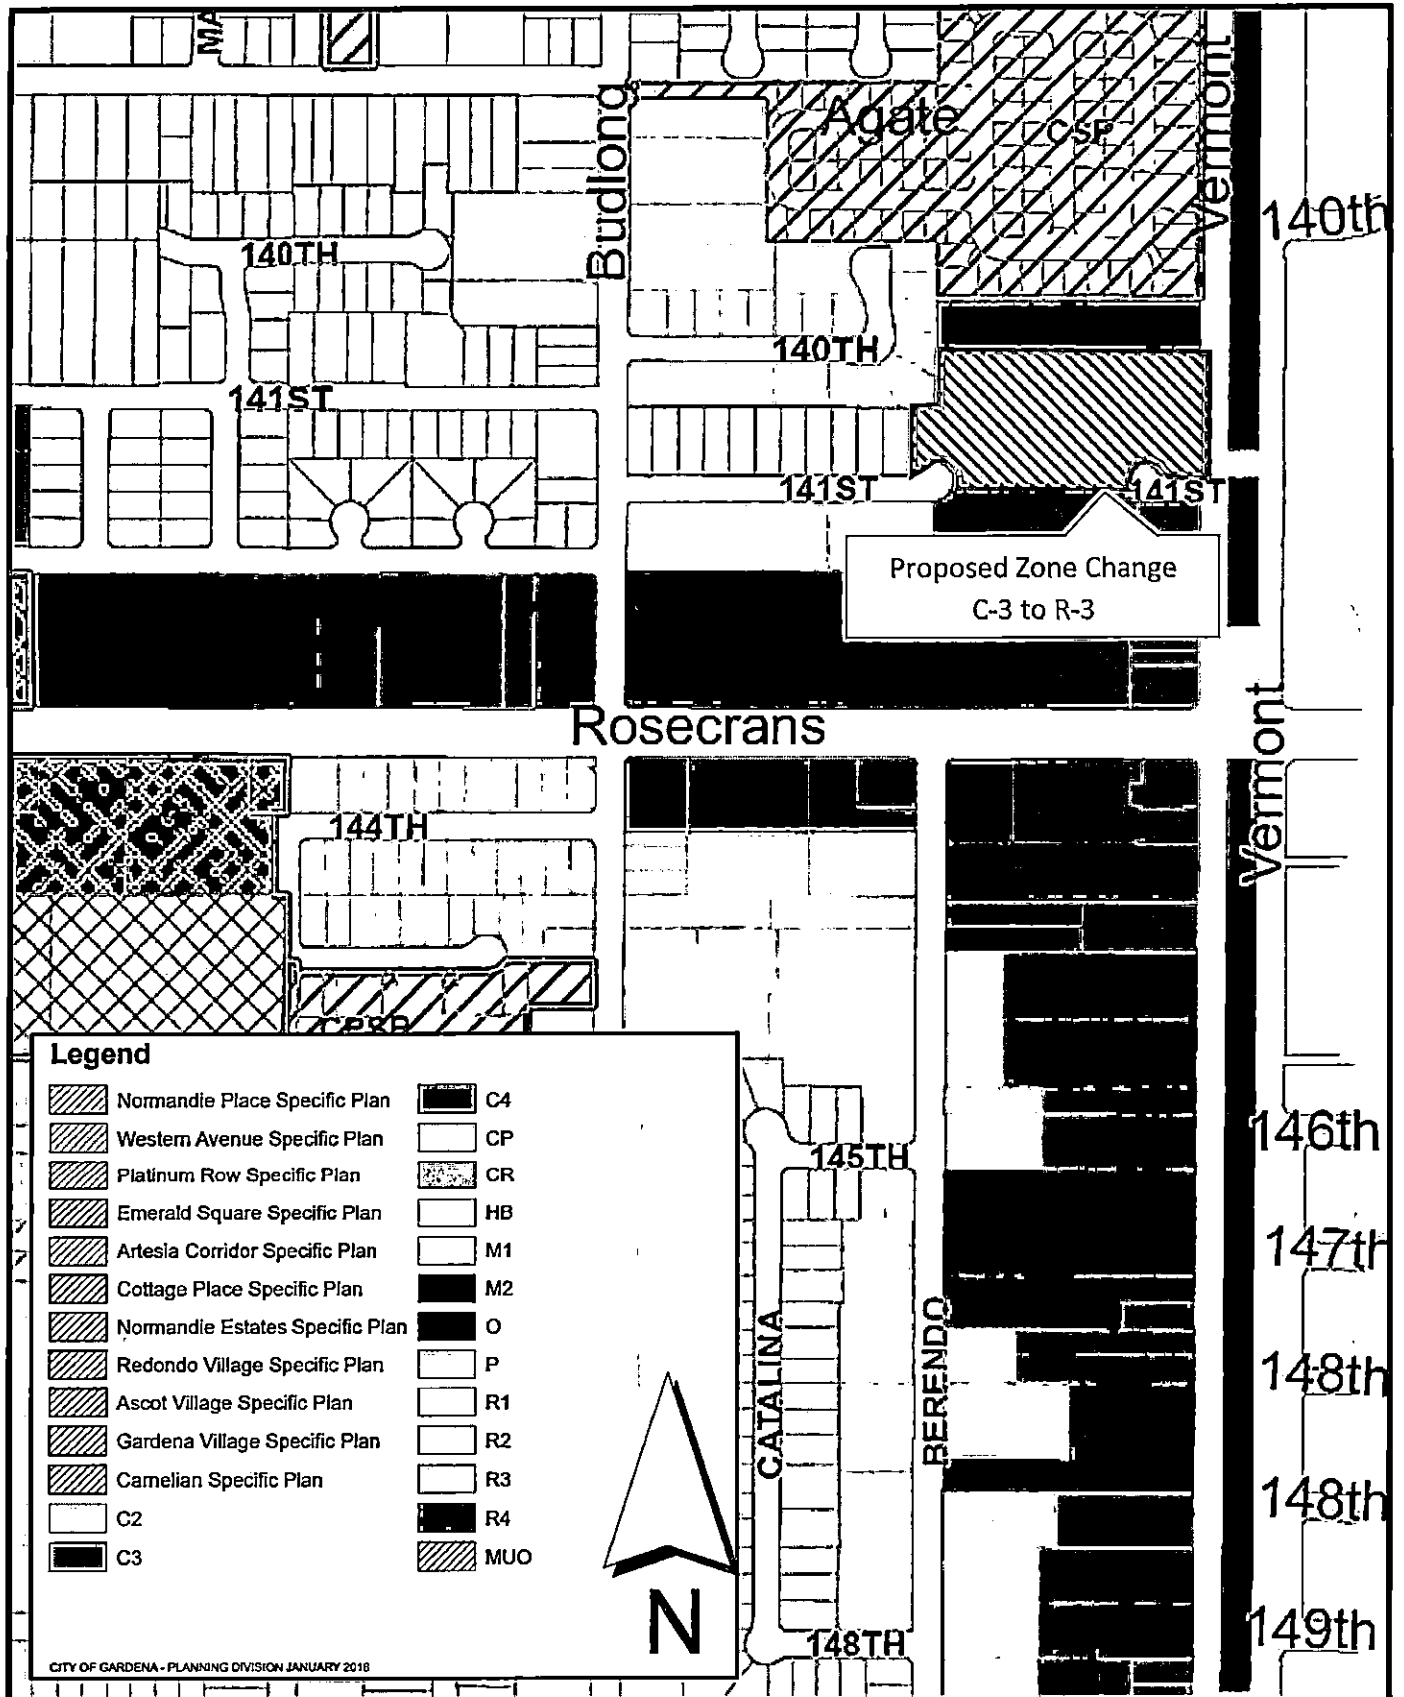 MA
Budlong
Agate
CSP
Vermont
140th
140TH
140TH
141ST
141ST
141ST
Proposed Zone Change
C-3 to R-3
Rosecrans
Vermont
144TH
Legend
Normandie Place Specific Plan
Western Avenue Specific Plan
Platinum Row Specific Plan
Emerald Square Specific Plan
Artesia Corridor Specific Plan
Cottage Place Specific Plan
Normandie Estates Specific Plan
Redondo Village Specific Plan
Ascot Village Specific Plan
Gardena Village Specific Plan
Carnelian Specific Plan
C2
C3
C4
CP
CR
HB
M1
M2
O
P
R1
R2
R3
R4
MUO
N
CITY OF GARDENA - PLANNING DIVISION JANUARY 2018
145TH
146th
147th
CATALINA
BERENDO
148th
148th
148TH
149th